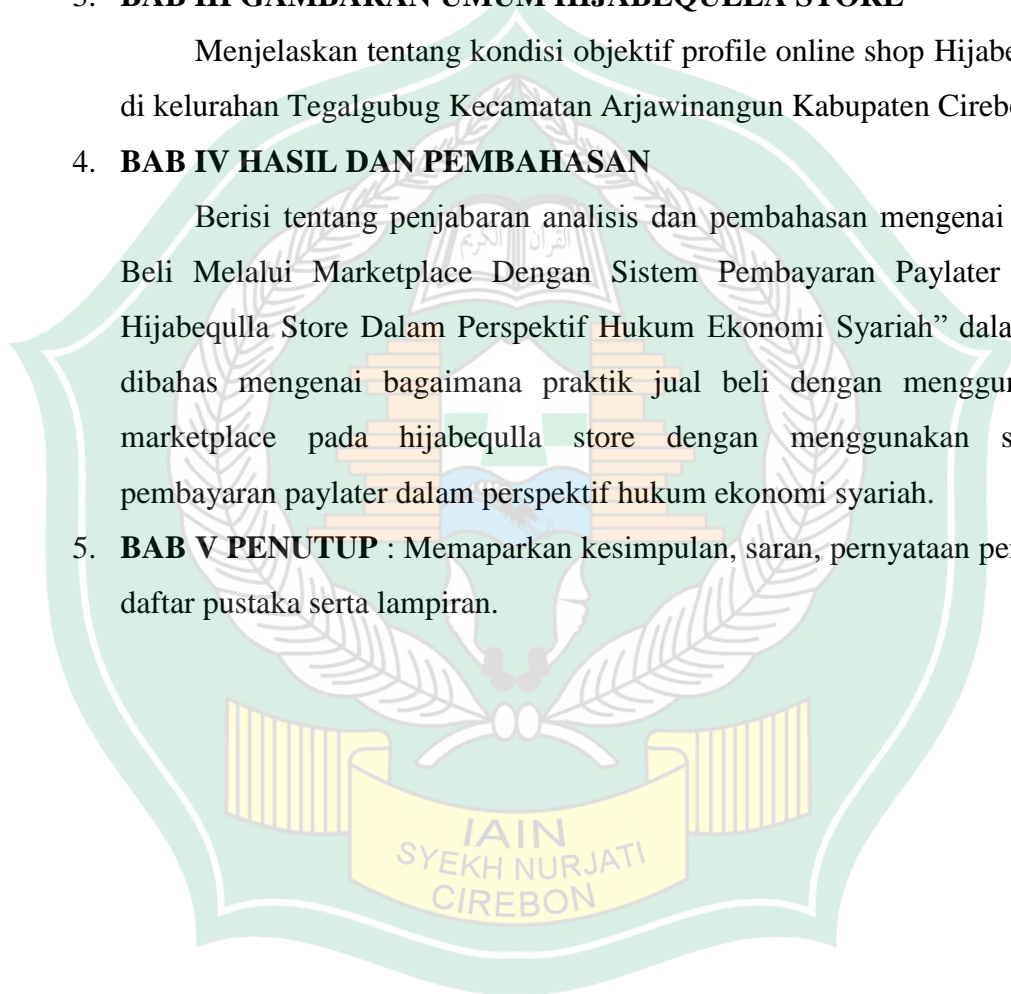 3. BAB III GAMBARAN UMUM HIJABEQULLA STORE
Menjelaskan tentang kondisi objektif profile online shop Hijabe
di kelurahan Tegalgubug Kecamatan Arjawinangun Kabupaten Cirebo
4. BAB IV HASIL DAN PEMBAHASAN
Berisi tentang penjabaran analisis dan pembahasan mengenai
Beli Melalui Marketplace Dengan Sistem Pembayaran Paylater
Hijabequlla Store Dalam Perspektif Hukum Ekonomi Syariah” dala
dibahas mengenai bagaimana praktik jual beli dengan menggu
marketplace pada hijabequlla store dengan menggunakan s
pembayaran paylater dalam perspektif hukum ekonomi syariah.
5. BAB V PENUTUP : Memaparkan kesimpulan, saran, pernyataan pe
daftar pustaka serta lampiran.
القرآن الكريم
IAIN
SYEKH NURJATI
CIREBON